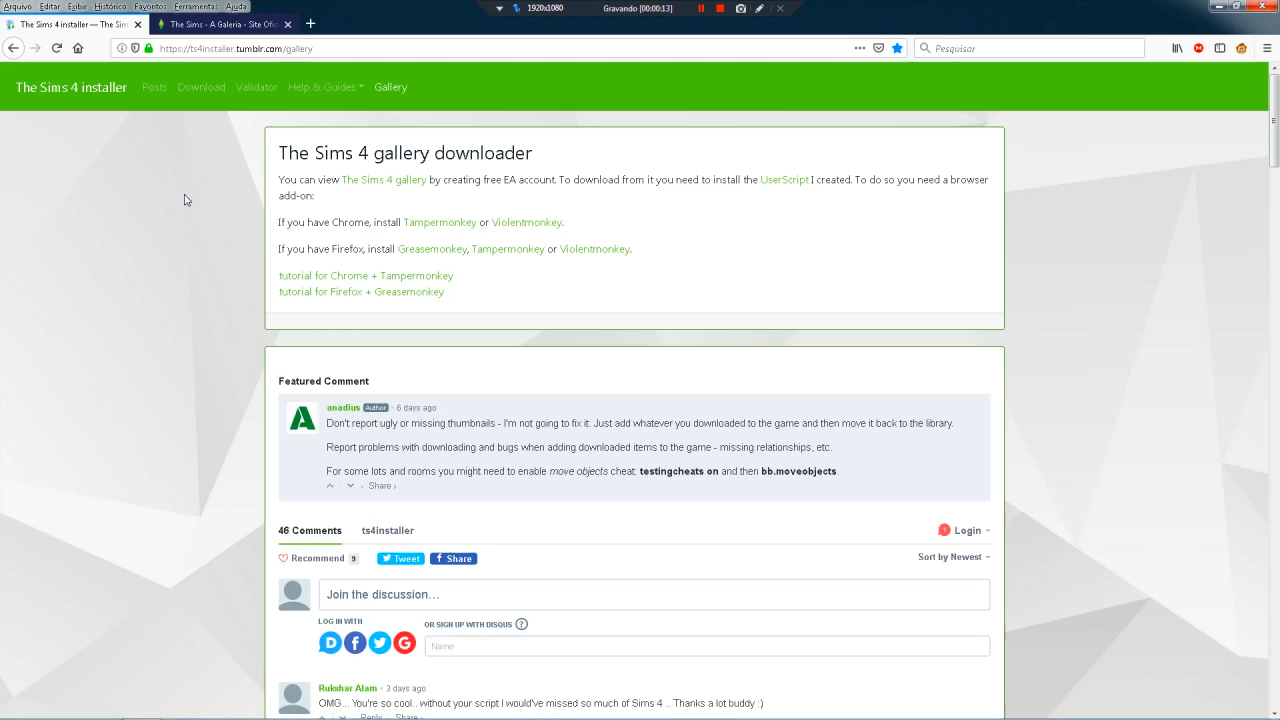 Arquivo Editar Exibir Histórico Favoritos Ferramentas Ajuda
1920x1080
Gravando [00:00:13]
The Sims 4 installer — The Sim
The Sims - A Galeria - Site Ofic
https://ts4installer.tumblr.com/gallery
Pesquisar
The Sims 4 installer
Posts
Download
Validator
Help & Guides
Gallery
The Sims 4 gallery downloader
You can view The Sims 4 gallery by creating free EA account. To download from it you need to install the UserScript I created. To do so you need a browser
add-on:
If you have Chrome, install Tampermonkey or Violentmonkey.
If you have Firefox, install Greasemonkey, Tampermonkey or Violentmonkey.
tutorial for Chrome + Tampermonkey
tutorial for Firefox + Greasemonkey
Featured Comment
anadius Author • 6 days ago
Don't report ugly or missing thumbnails - I'm not going to fix it. Just add whatever you downloaded to the game and then move it back to the library.
Report problems with downloading and bugs when adding downloaded items to the game - missing relationships, etc.
For some lots and rooms you might need to enable move objects cheat: testingcheats on and then bb.moveobjects.
Share ›
46 Comments
ts4installer
1 Login
Recommend 9
Tweet
Share
Sort by Newest
Join the discussion...
LOG IN WITH
OR SIGN UP WITH DISQUS ?
Name
Rukshar Alam • 3 days ago
OMG... You're so cool.. without your script I would've missed so much of Sims 4 .. Thanks a lot buddy :)
Reply Share ›